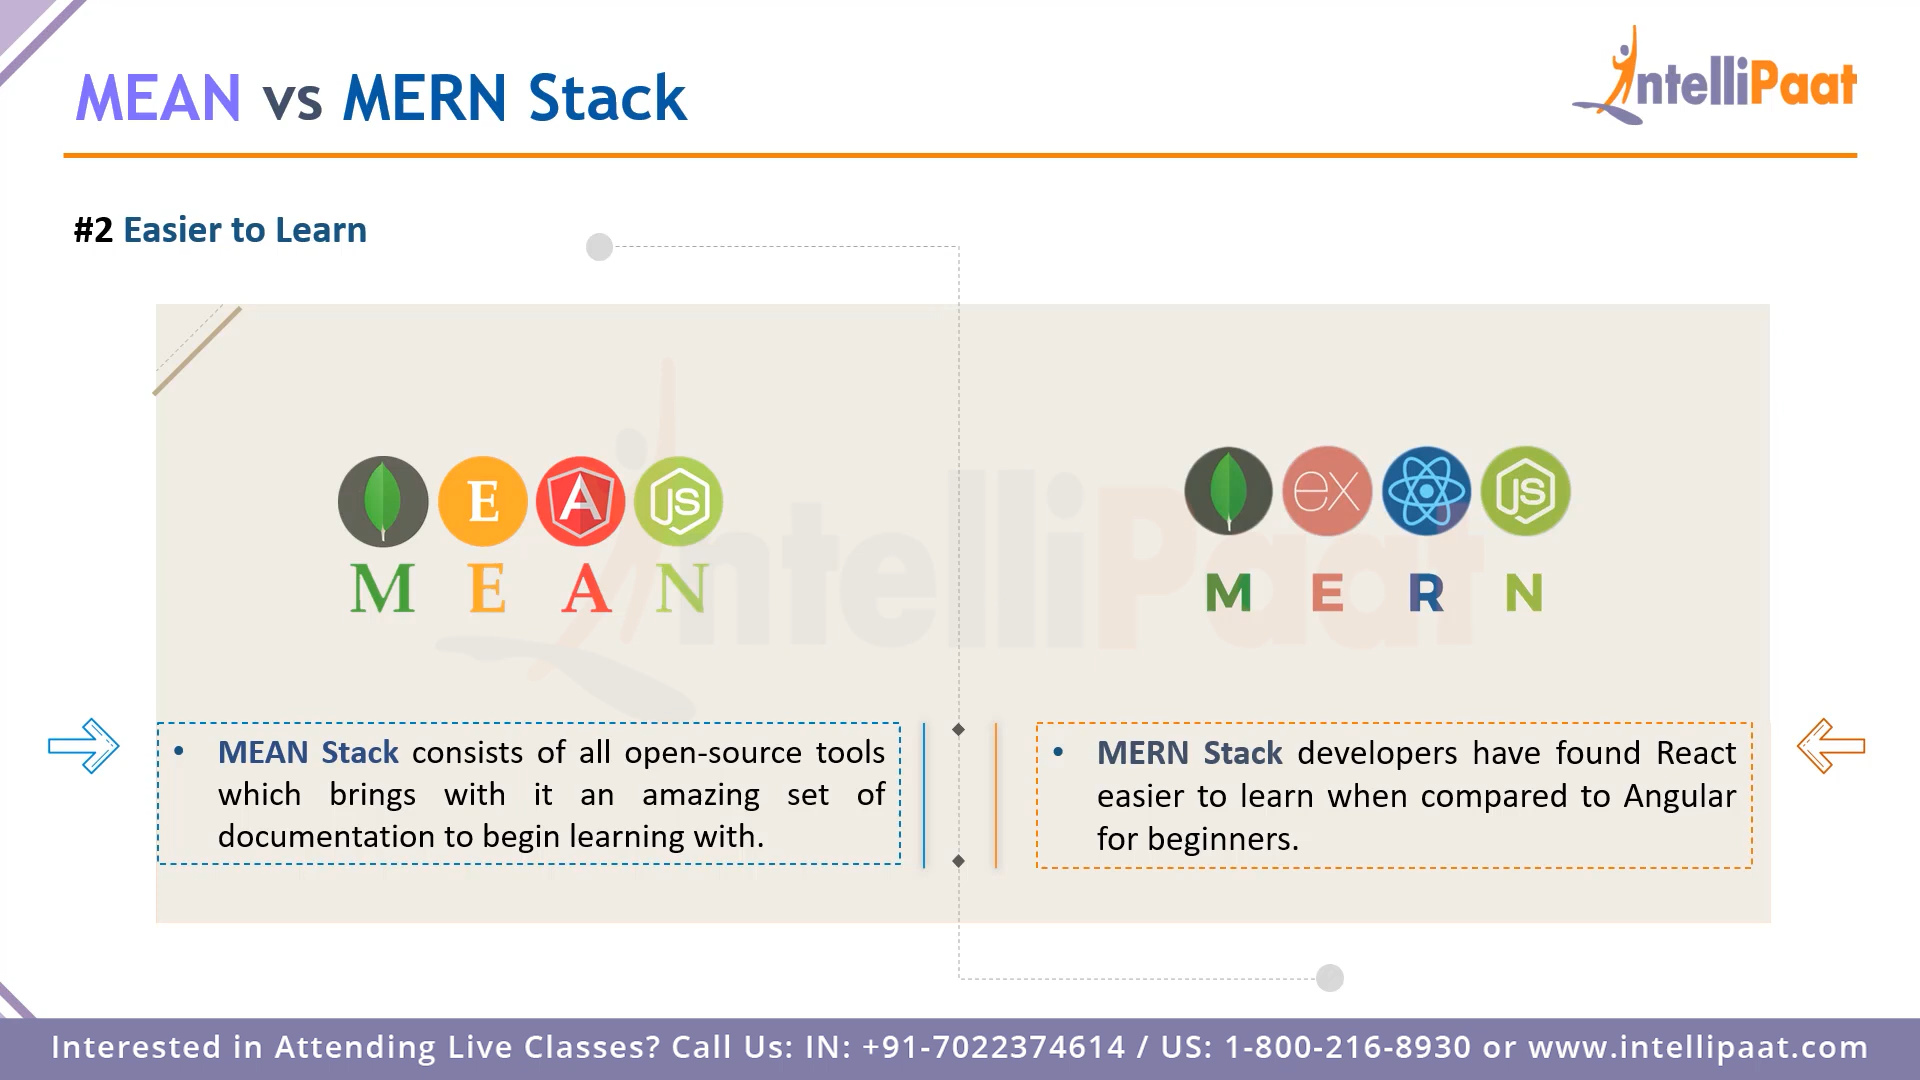 MEAN vs MERN Stack
IntelliPaat
#2 Easier to Learn
E
A
JS
ex
JS
M E A N
M E R N
IntelliPaat
• MEAN Stack consists of all open-source tools
which brings with it an amazing set of
documentation to begin learning with.
• MERN Stack developers have found React
easier to learn when compared to Angular
for beginners.
Interested in Attending Live Classes? Call Us: IN: +91-7022374614 / US: 1-800-216-8930 or www.intellipaat.com